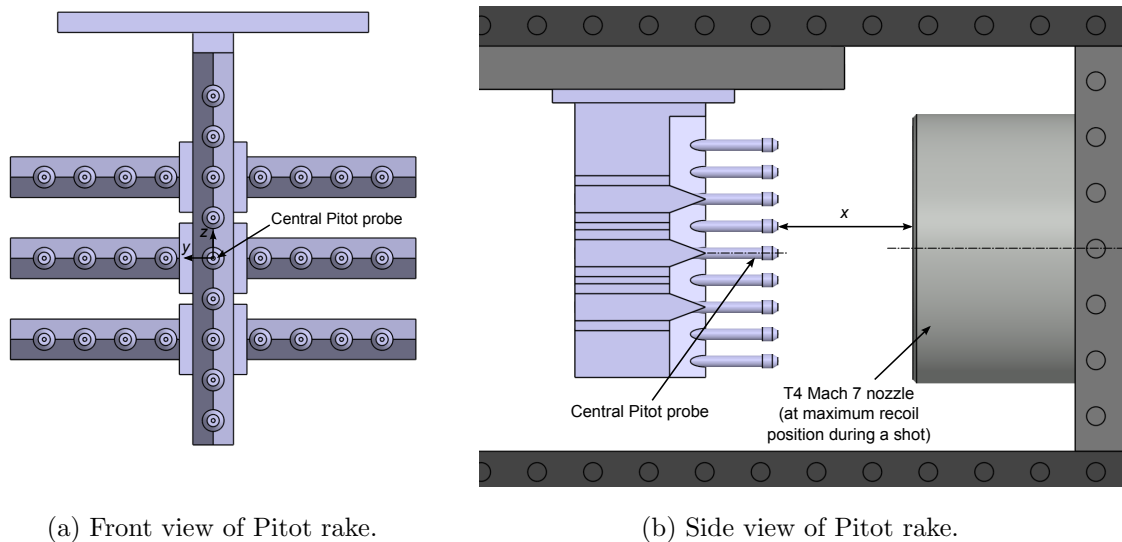 Central Pitot probe
z
y
x
Central Pitot probe
T4 Mach 7 nozzle
(at maximum recoil
position during a shot)
(a) Front view of Pitot rake.
(b) Side view of Pitot rake.